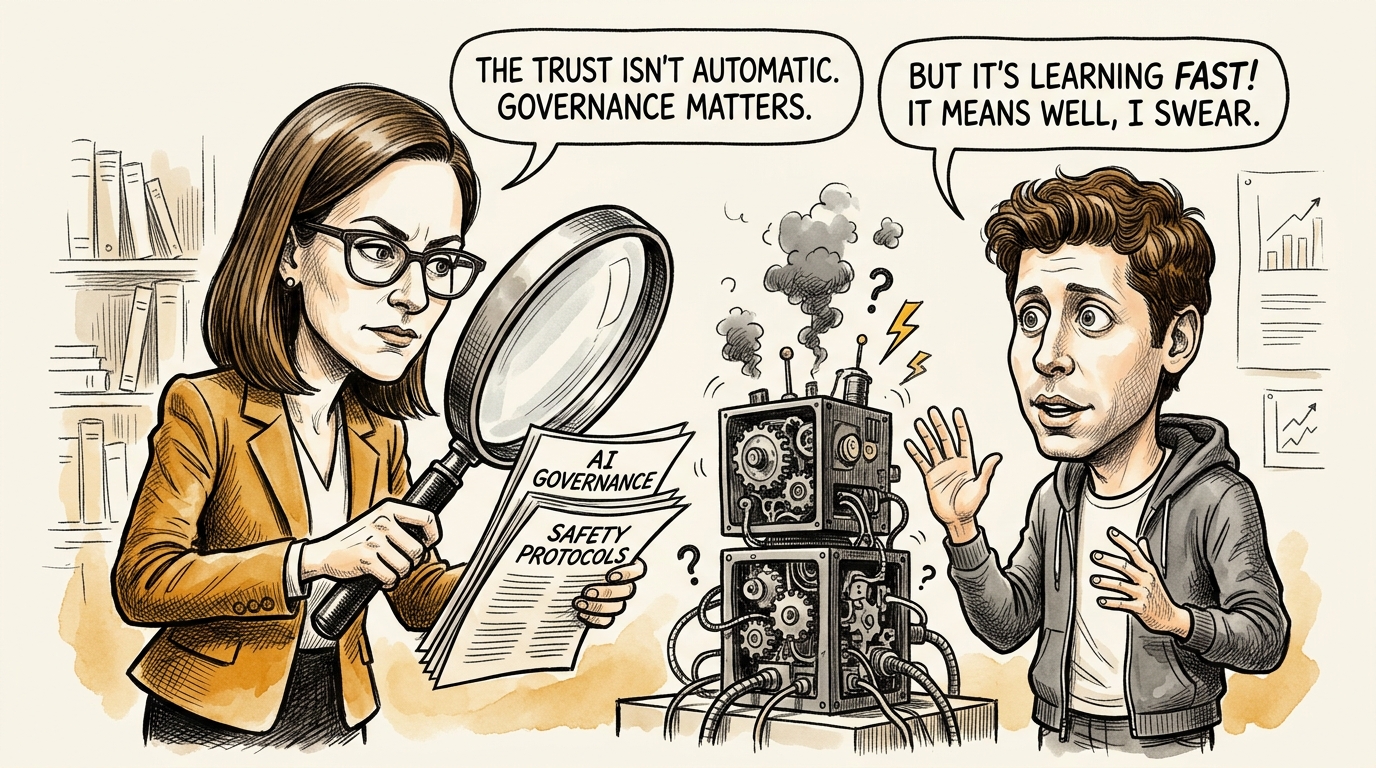 THE TRUST ISN'T AUTOMATIC.
GOVERNANCE MATTERS.
BUT IT'S LEARNING FAST!
IT MEANS WELL, I SWEAR.
AI
GOVERNANCE
SAFETY
PROTOCOLS
?
?
?